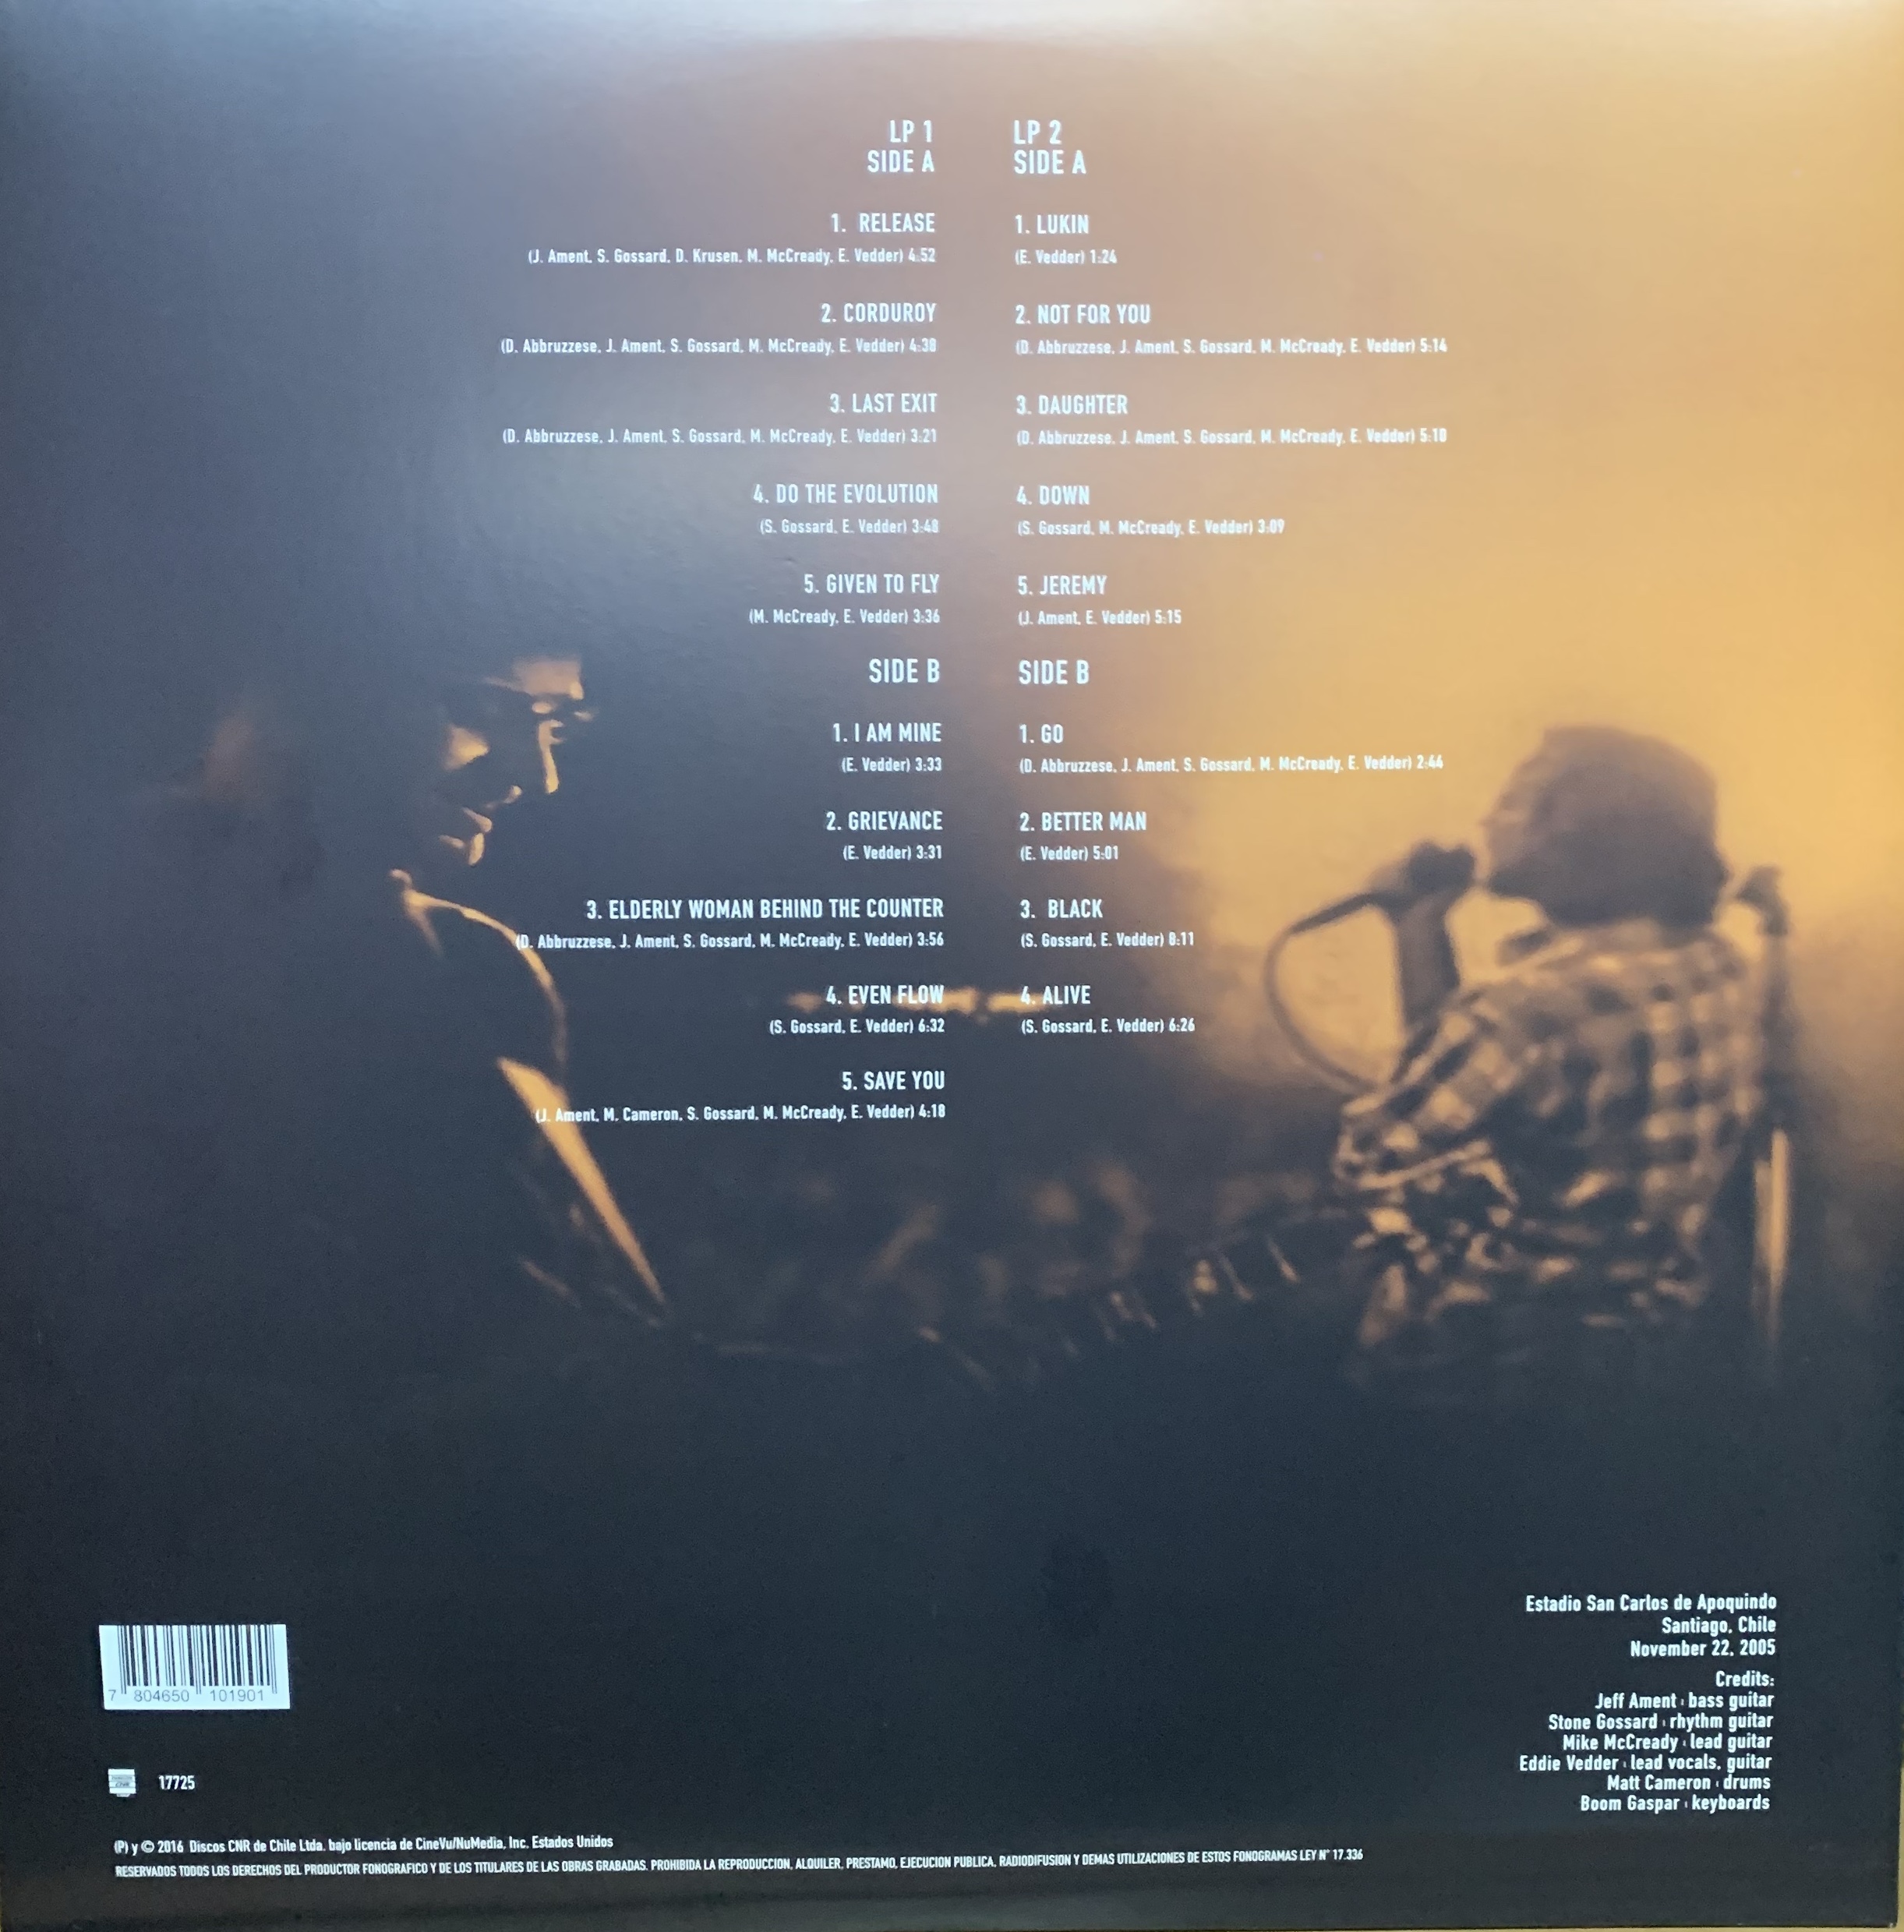 LP 1
SIDE A
1. RELEASE
(J. Ament, S. Gossard, D. Krusen, M. McCready, E. Vedder) 4:52
2. CORDUROY
(D. Abbruzzese, J. Ament, S. Gossard, M. McCready, E. Vedder) 4:30
3. LAST EXIT
(D. Abbruzzese, J. Ament, S. Gossard, M. McCready, E. Vedder) 3:21
4. DO THE EVOLUTION
(S. Gossard, E. Vedder) 3:48
5. GIVEN TO FLY
(M. McCready, E. Vedder) 3:36
SIDE B
1. I AM MINE
(E. Vedder) 3:33
2. GRIEVANCE
(E. Vedder) 3:31
3. ELDERLY WOMAN BEHIND THE COUNTER
(D. Abbruzzese, J. Ament, S. Gossard, M. McCready, E. Vedder) 3:56
4. EVEN FLOW
(S. Gossard, E. Vedder) 6:32
5. SAVE YOU
(J. Ament, M. Cameron, S. Gossard, M. McCready, E. Vedder) 4:18
LP 2
SIDE A
1. LUKIN
(E. Vedder) 1:24
2. NOT FOR YOU
(D. Abbruzzese, J. Ament, S. Gossard, M. McCready, E. Vedder) 5:14
3. DAUGHTER
(D. Abbruzzese, J. Ament, S. Gossard, M. McCready, E. Vedder) 5:10
4. DOWN
(S. Gossard, M. McCready, E. Vedder) 3:09
5. JEREMY
(J. Ament, E. Vedder) 5:15
SIDE B
1. GO
(D. Abbruzzese, J. Ament, S. Gossard, M. McCready, E. Vedder) 2:44
2. BETTER MAN
(E. Vedder) 5:01
3. BLACK
(S. Gossard, E. Vedder) 8:11
4. ALIVE
(S. Gossard, E. Vedder) 6:26
Estadio San Carlos de Apoquindo
Santiago, Chile
November 22, 2005
Credits:
Jeff Ament · bass guitar
Stone Gossard · rhythm guitar
Mike McCready · lead guitar
Eddie Vedder · lead vocals, guitar
Matt Cameron · drums
Boom Gaspar · keyboards
7 804650 101901
17725
(P) y © 2016 Discos CNR de Chile Ltda. bajo licencia de CineVu/NuMedia, Inc. Estados Unidos
RESERVADOS TODOS LOS DERECHOS DEL PRODUCTOR FONOGRAFICO Y DE LOS TITULARES DE LAS OBRAS GRABADAS. PROHIBIDA LA REPRODUCCION, ALQUILER, PRESTAMO, EJECUCION PUBLICA, RADIODIFUSION Y DEMAS UTILIZACIONES DE ESTOS FONOGRAMAS LEY N° 17.336